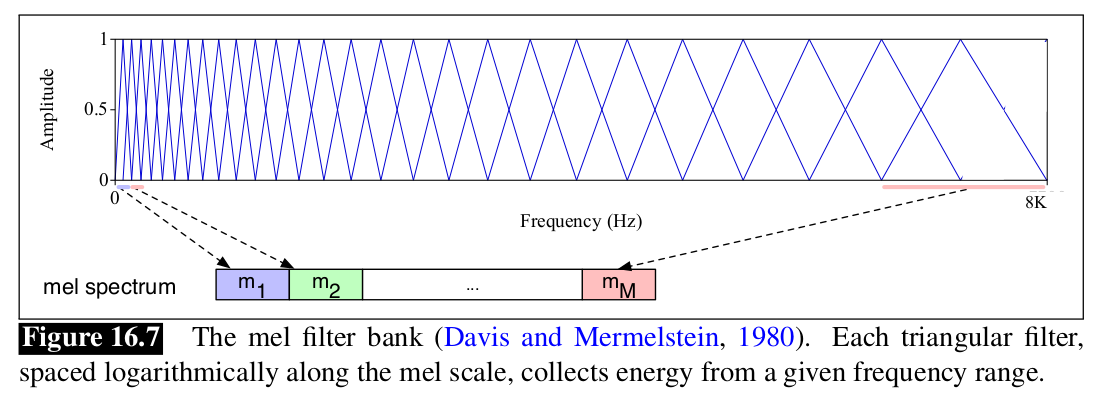 1
Amplitude
0.5
0
0
8K
Frequency (Hz)
mel spectrum
m1
m2
...
mM
Figure 16.7 The mel filter bank (Davis and Mermelstein, 1980). Each triangular filter,
spaced logarithmically along the mel scale, collects energy from a given frequency range.